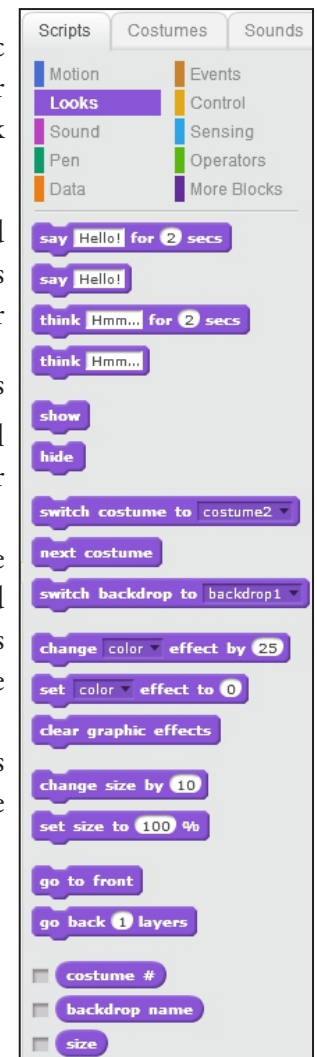 Scripts Costumes Sounds
Motion Events
Looks Control
Sound Sensing
Pen Operators
Data More Blocks
say Hello! for 2 secs
say Hello!
think Hmm... for 2 secs
think Hmm...
show
hide
switch costume to costume2
next costume
switch backdrop to backdrop1
change color effect by 25
set color effect to 0
clear graphic effects
change size by 10
set size to 100 %
go to front
go back 1 layers
costume #
backdrop name
size